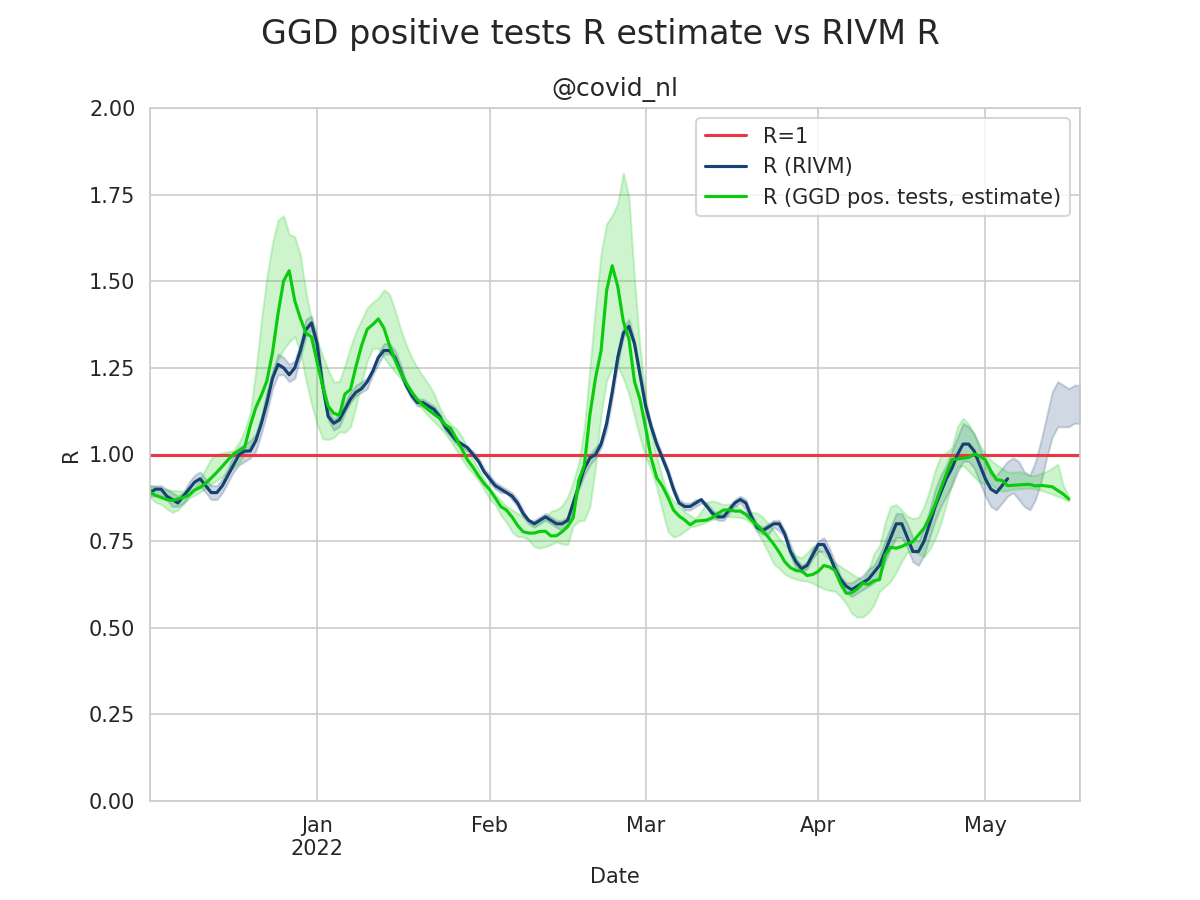 GGD positive tests R estimate vs RIVM R
@covid_nl
2.00
1.75
1.50
1.25
1.00
0.75
0.50
0.25
0.00
R
R=1
R (RIVM)
R (GGD pos. tests, estimate)
Jan
2022
Feb
Mar
Apr
May
Date